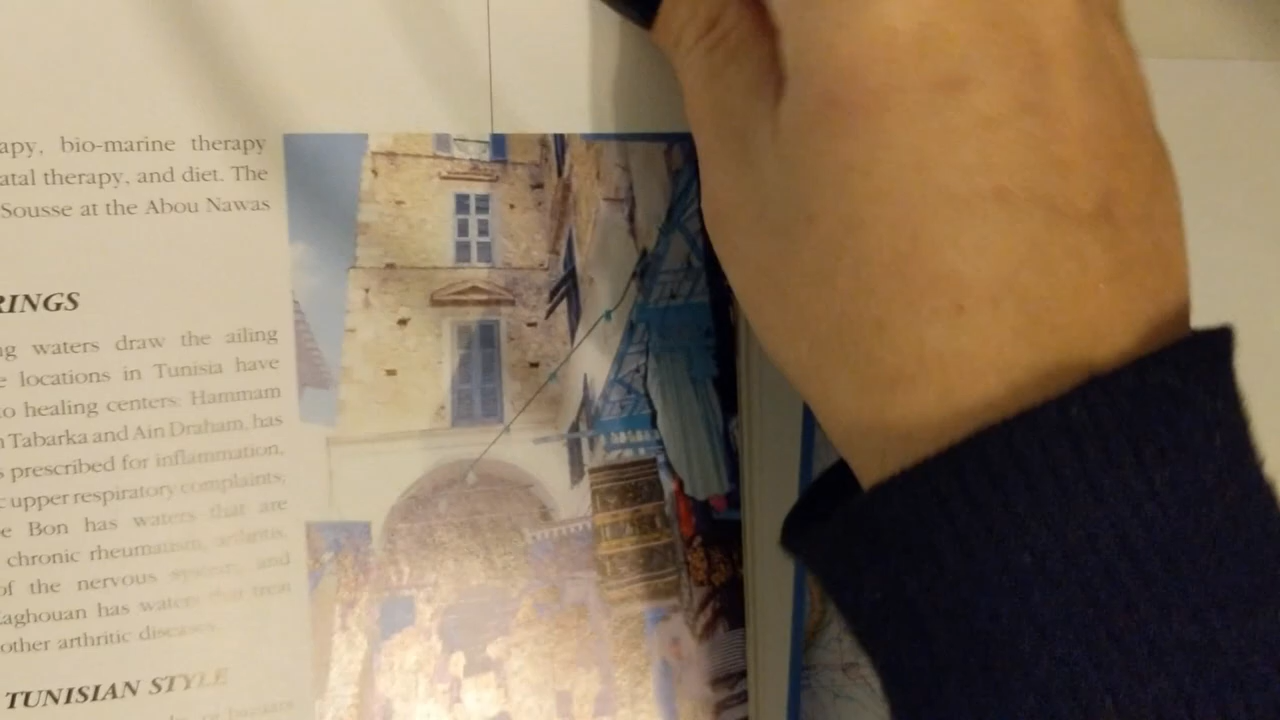 apy, bio-marine therapy
atal therapy, and diet. The
Sousse at the Abou Nawas
RINGS
ng waters draw the ailing
e locations in Tunisia have
to healing centers: Hammam
n Tabarka and Ain Draham, has
s prescribed for inflammation,
c upper respiratory complaints;
e Bon has waters that are
chronic rheumatism, arthritis,
of the nervous system, and
Zaghouan has waters that treat
other arthritic diseases.
TUNISIAN STYLE
bazaars